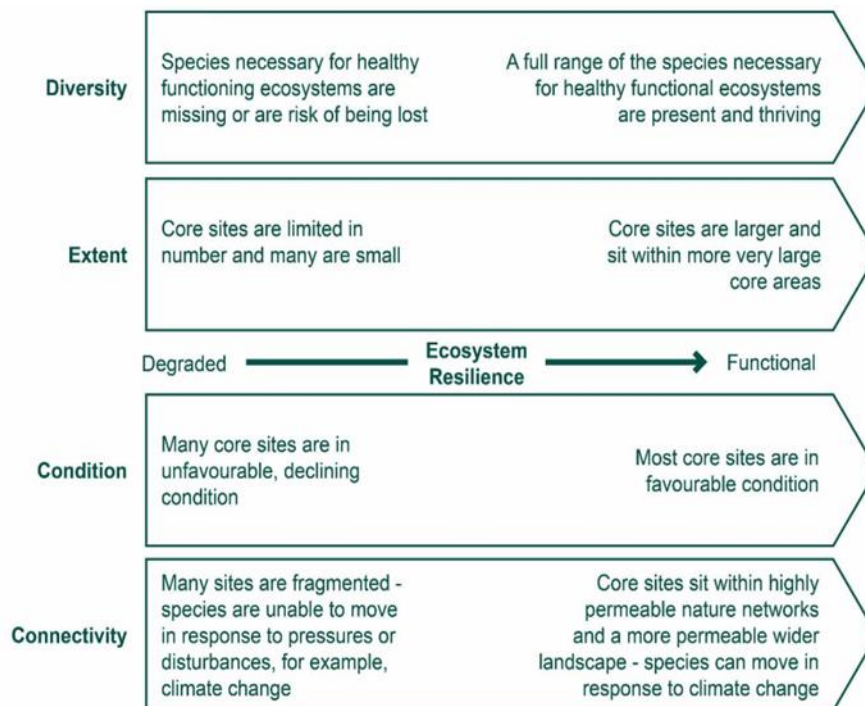 Diversity
Species necessary for healthy
functioning ecosystems are
missing or are risk of being lost
A full range of the species necessary
for healthy functional ecosystems
are present and thriving
Extent
Core sites are limited in
number and many are small
Core sites are larger and
sit within more very large
core areas
Degraded
Ecosystem
Resilience
Functional
Condition
Many core sites are in
unfavourable, declining
condition
Most core sites are in
favourable condition
Connectivity
Many sites are fragmented -
species are unable to move
in response to pressures or
disturbances, for example,
climate change
Core sites sit within highly
permeable nature networks
and a more permeable wider
landscape - species can move in
response to climate change